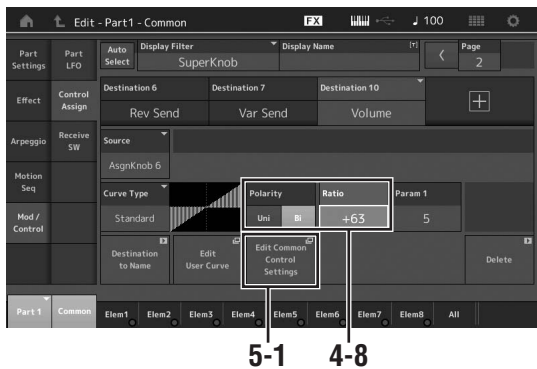 Edit - Part1 - Common FX 100
Part Settings
Part LFO
Auto Select
Display Filter
SuperKnob
Display Name [T]
Page
2
Effect
Control Assign
Destination 6
Rev Send
Destination 7
Var Send
Destination 10
Volume
Arpeggio
Receive SW
Source
AsgnKnob 6
Motion Seq
Curve Type
Standard
Polarity
Uni Bi
Ratio
+63
Param 1
5
Mod / Control
Destination to Name
Edit User Curve
Edit Common Control Settings
Delete
Part 1 Common Elem1 Elem2 Elem3 Elem4 Elem5 Elem6 Elem7 Elem8 All
5-1 4-8